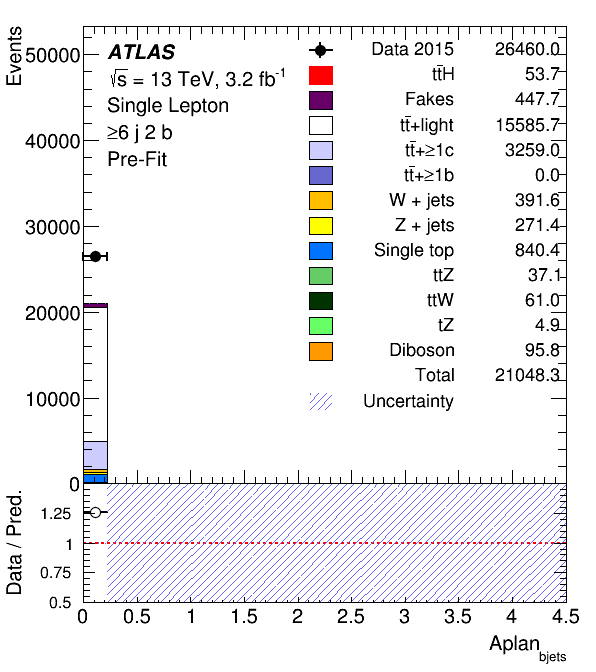 Events
50000
40000
30000
20000
10000
0
ATLAS
√s = 13 TeV, 3.2 fb⁻¹
Single Lepton
≥6 j 2 b
Pre-Fit
Data 2015 26460.0
tt̄H 53.7
Fakes 447.7
tt̄+light 15585.7
tt̄+≥1c 3259.0
tt̄+≥1b 0.0
W + jets 391.6
Z + jets 271.4
Single top 840.4
ttZ 37.1
ttW 61.0
tZ 4.9
Diboson 95.8
Total 21048.3
Uncertainty
Data / Pred.
1.25
1
0.75
0.5
0 0.5 1 1.5 2 2.5 3 3.5 4 4.5
Aplan_bjets